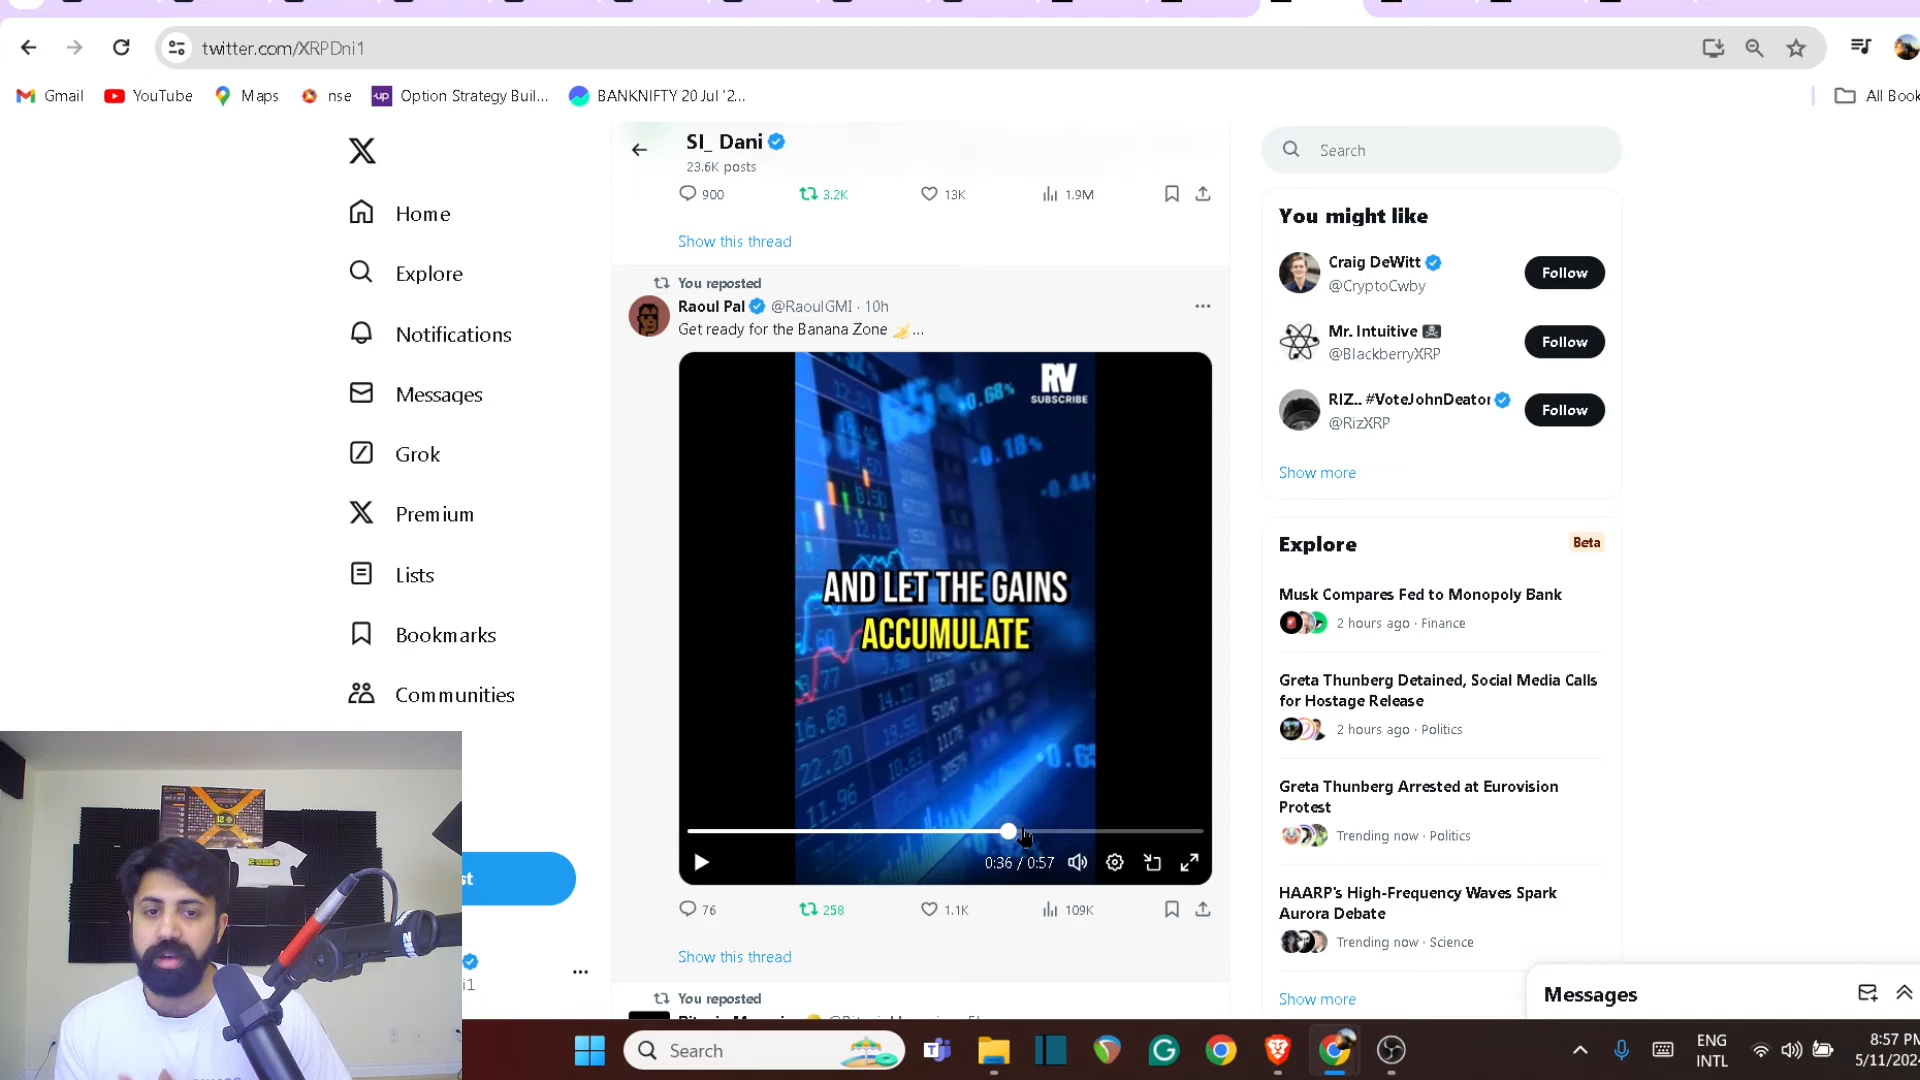 twitter.com/XRPDni1
Gmail
YouTube
Maps
nse
up
Option Strategy Buil...
BANKNIFTY 20 Jul '2...
All Book
SI_ Dani
23.6K posts
900
3.2K
13K
1.9M
Show this thread
You reposted
Raoul Pal @RaoulGMI · 10h
Get ready for the Banana Zone 🍌...
RV
SUBSCRIBE
AND LET THE GAINS
ACCUMULATE
0:36 / 0:57
76
258
1.1K
109K
Show this thread
You reposted
Home
Explore
Notifications
Messages
Grok
Premium
Lists
Bookmarks
Communities
st
i1
Search
You might like
Craig DeWitt
@CryptoCwby
Follow
Mr. Intuitive
@BlackberryXRP
Follow
RIZ.. #VoteJohnDeaton
@RizXRP
Follow
Show more
Explore
Beta
Musk Compares Fed to Monopoly Bank
2 hours ago · Finance
Greta Thunberg Detained, Social Media Calls
for Hostage Release
2 hours ago · Politics
Greta Thunberg Arrested at Eurovision
Protest
Trending now · Politics
HAARP's High-Frequency Waves Spark
Aurora Debate
Trending now · Science
Show more
Messages
Search
ENG
INTL
8:57 PM
5/11/2024